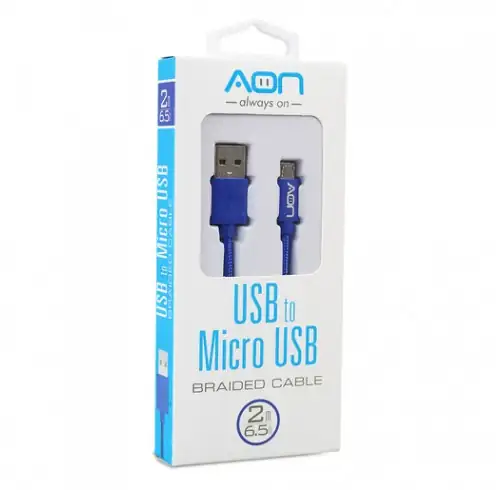 AON
always on
AON
USB to
Micro USB
BRAIDED CABLE
2
6.5
2
6.5
USB to Micro USB
BRAIDED CABLE